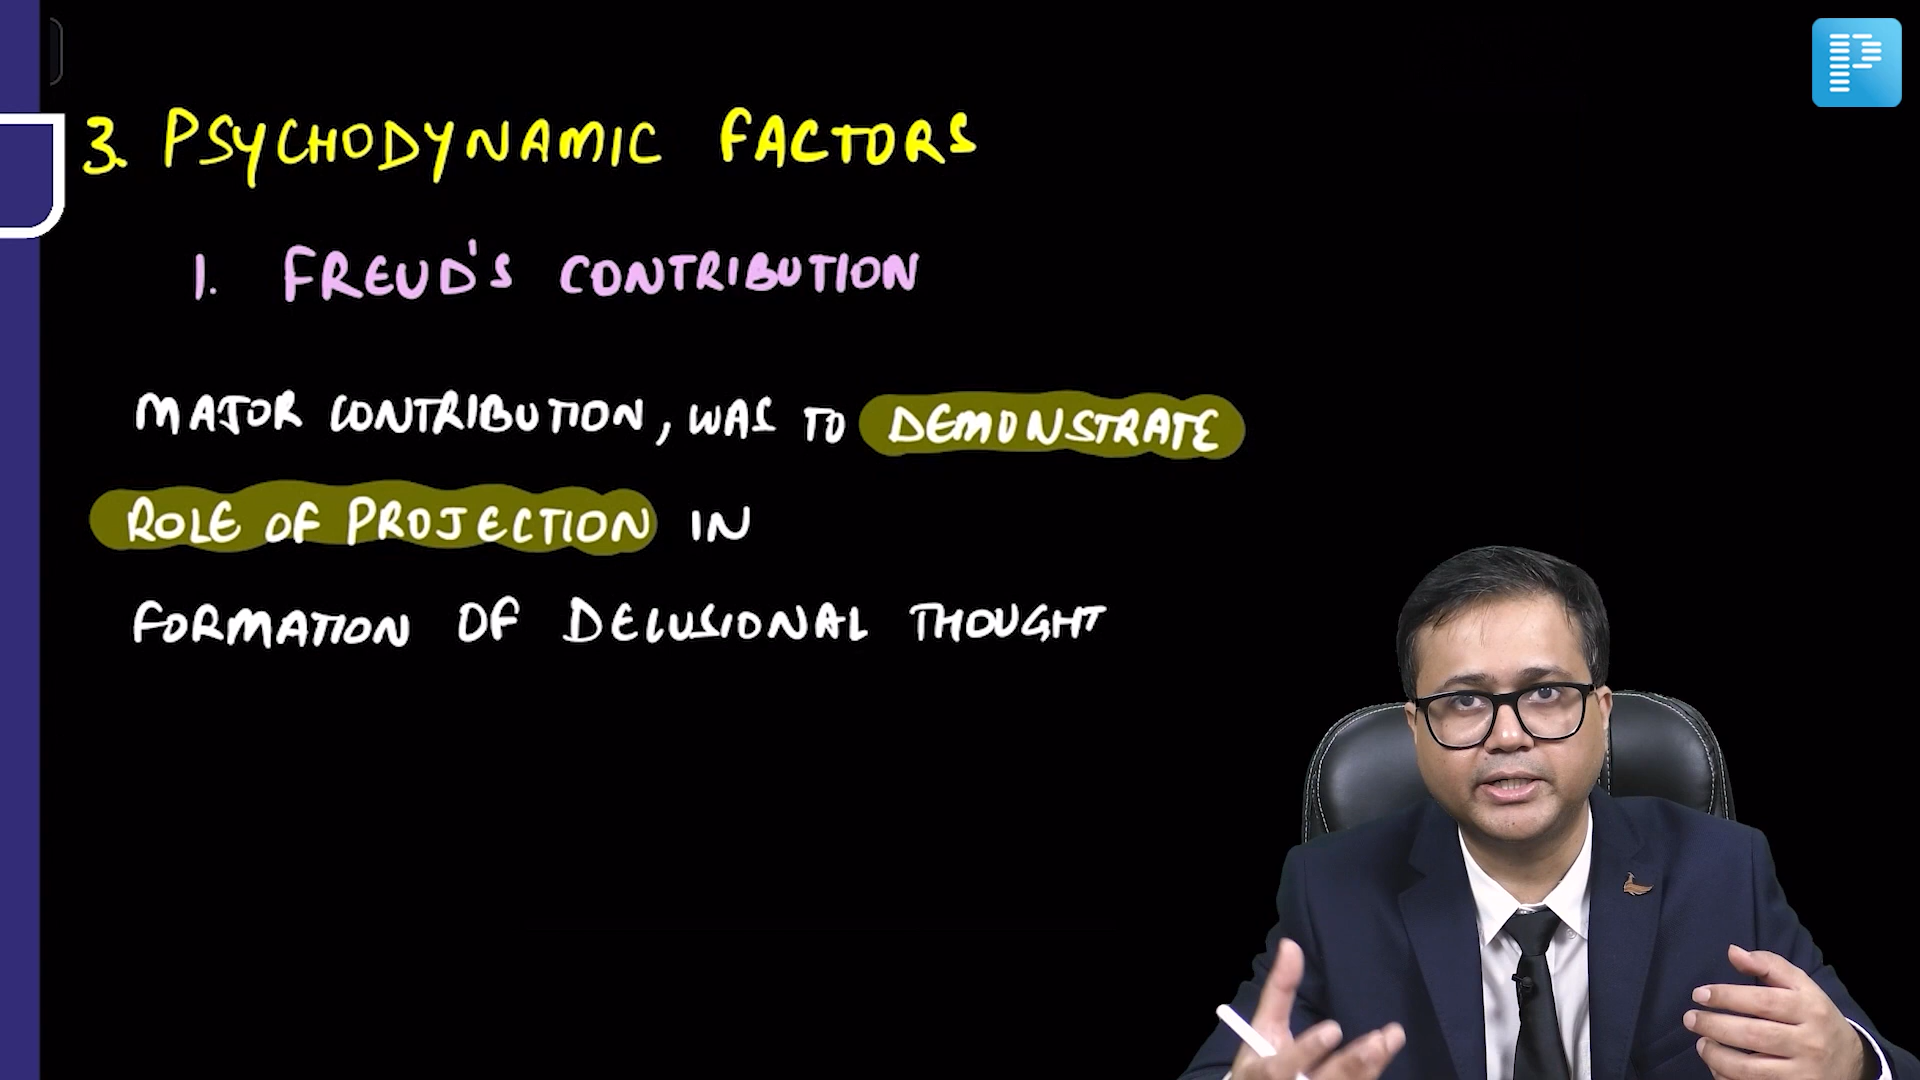 3. PSYCHODYNAMIC FACTORS
1. FREUD'S CONTRIBUTION
MAJOR CONTRIBUTION, WAS TO DEMONSTRATE
ROLE OF PROJECTION IN
FORMATION OF DELUSIONAL THOUGHT
P